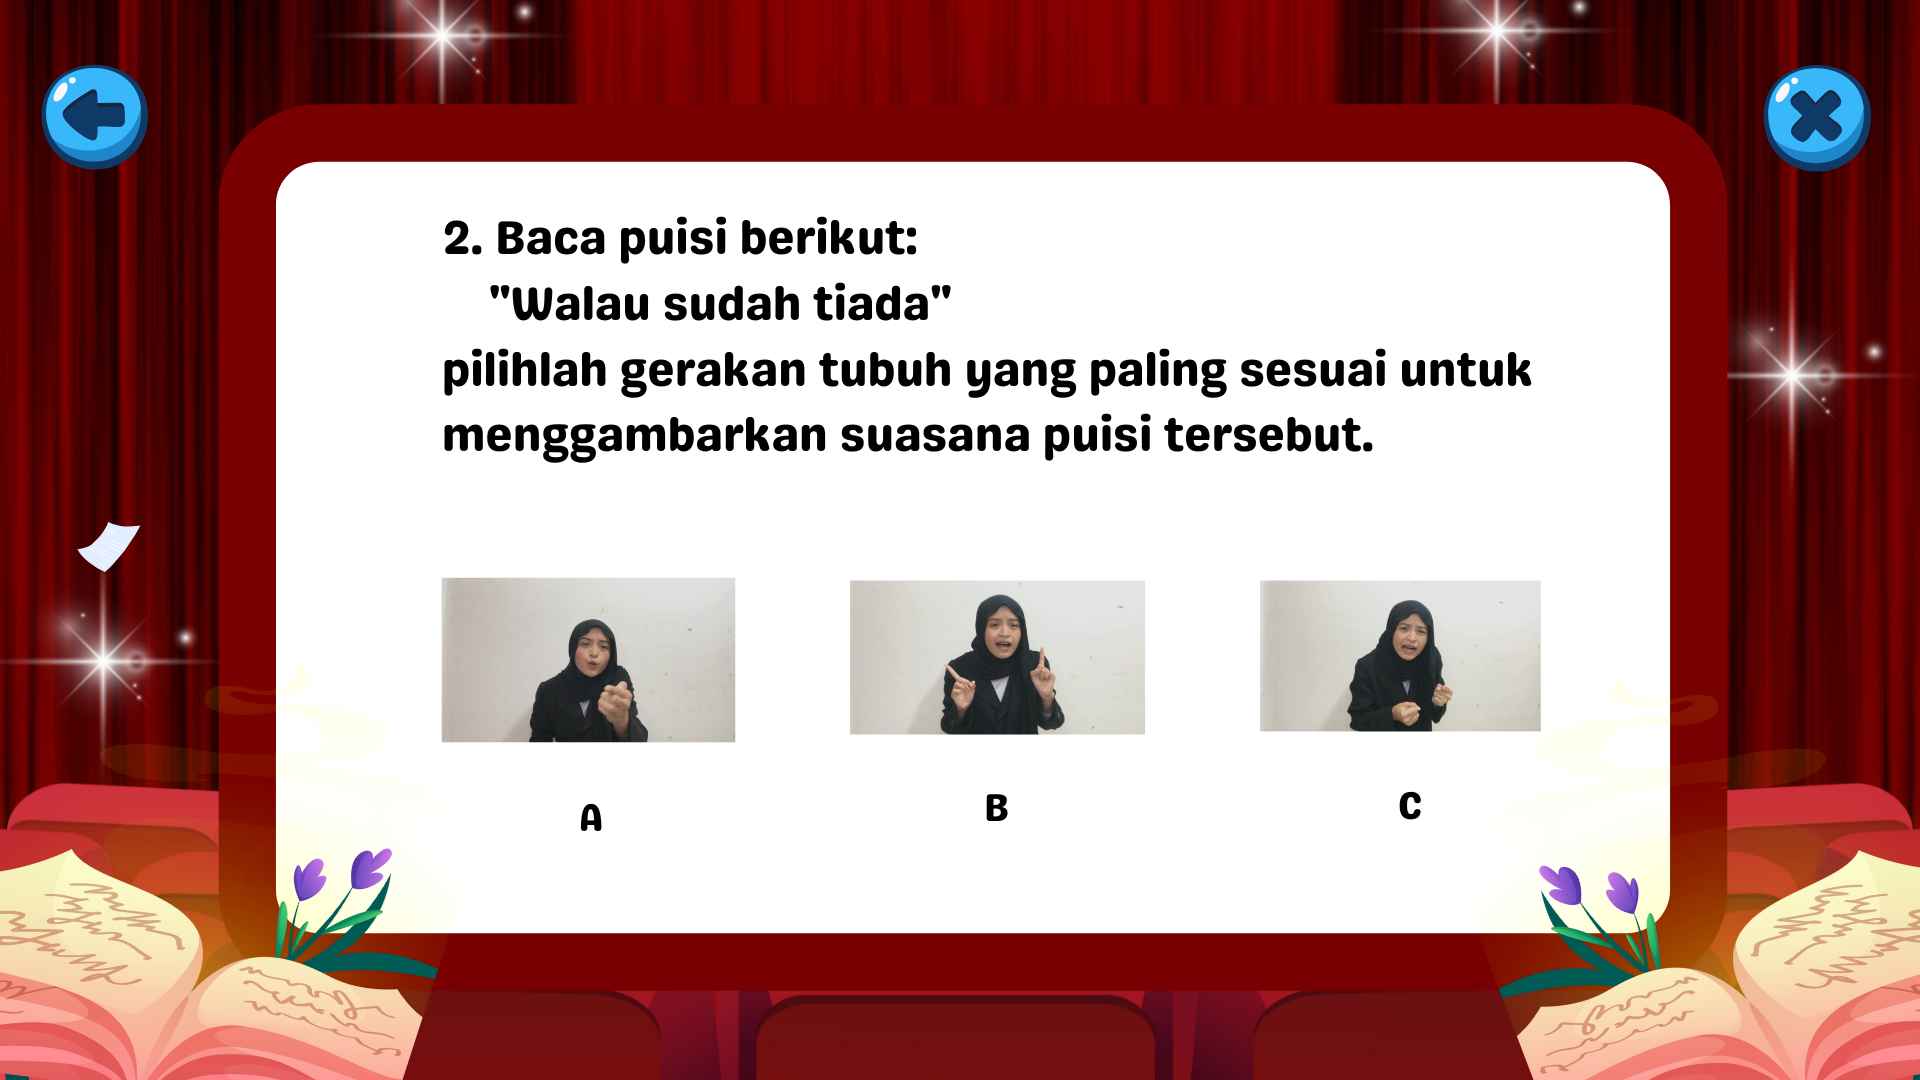 2. Baca puisi berikut:
"Walau sudah tiada"
pilihlah gerakan tubuh yang paling sesuai untuk
menggambarkan suasana puisi tersebut.
A
B
C